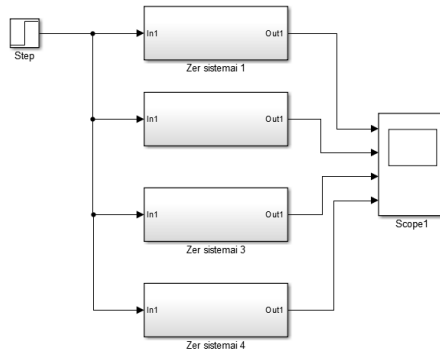 Step
In1
Out1
Zer sistemai 1
In1
Out1
In1
Out1
Zer sistemai 3
In1
Out1
Zer sistemai 4
Scope1